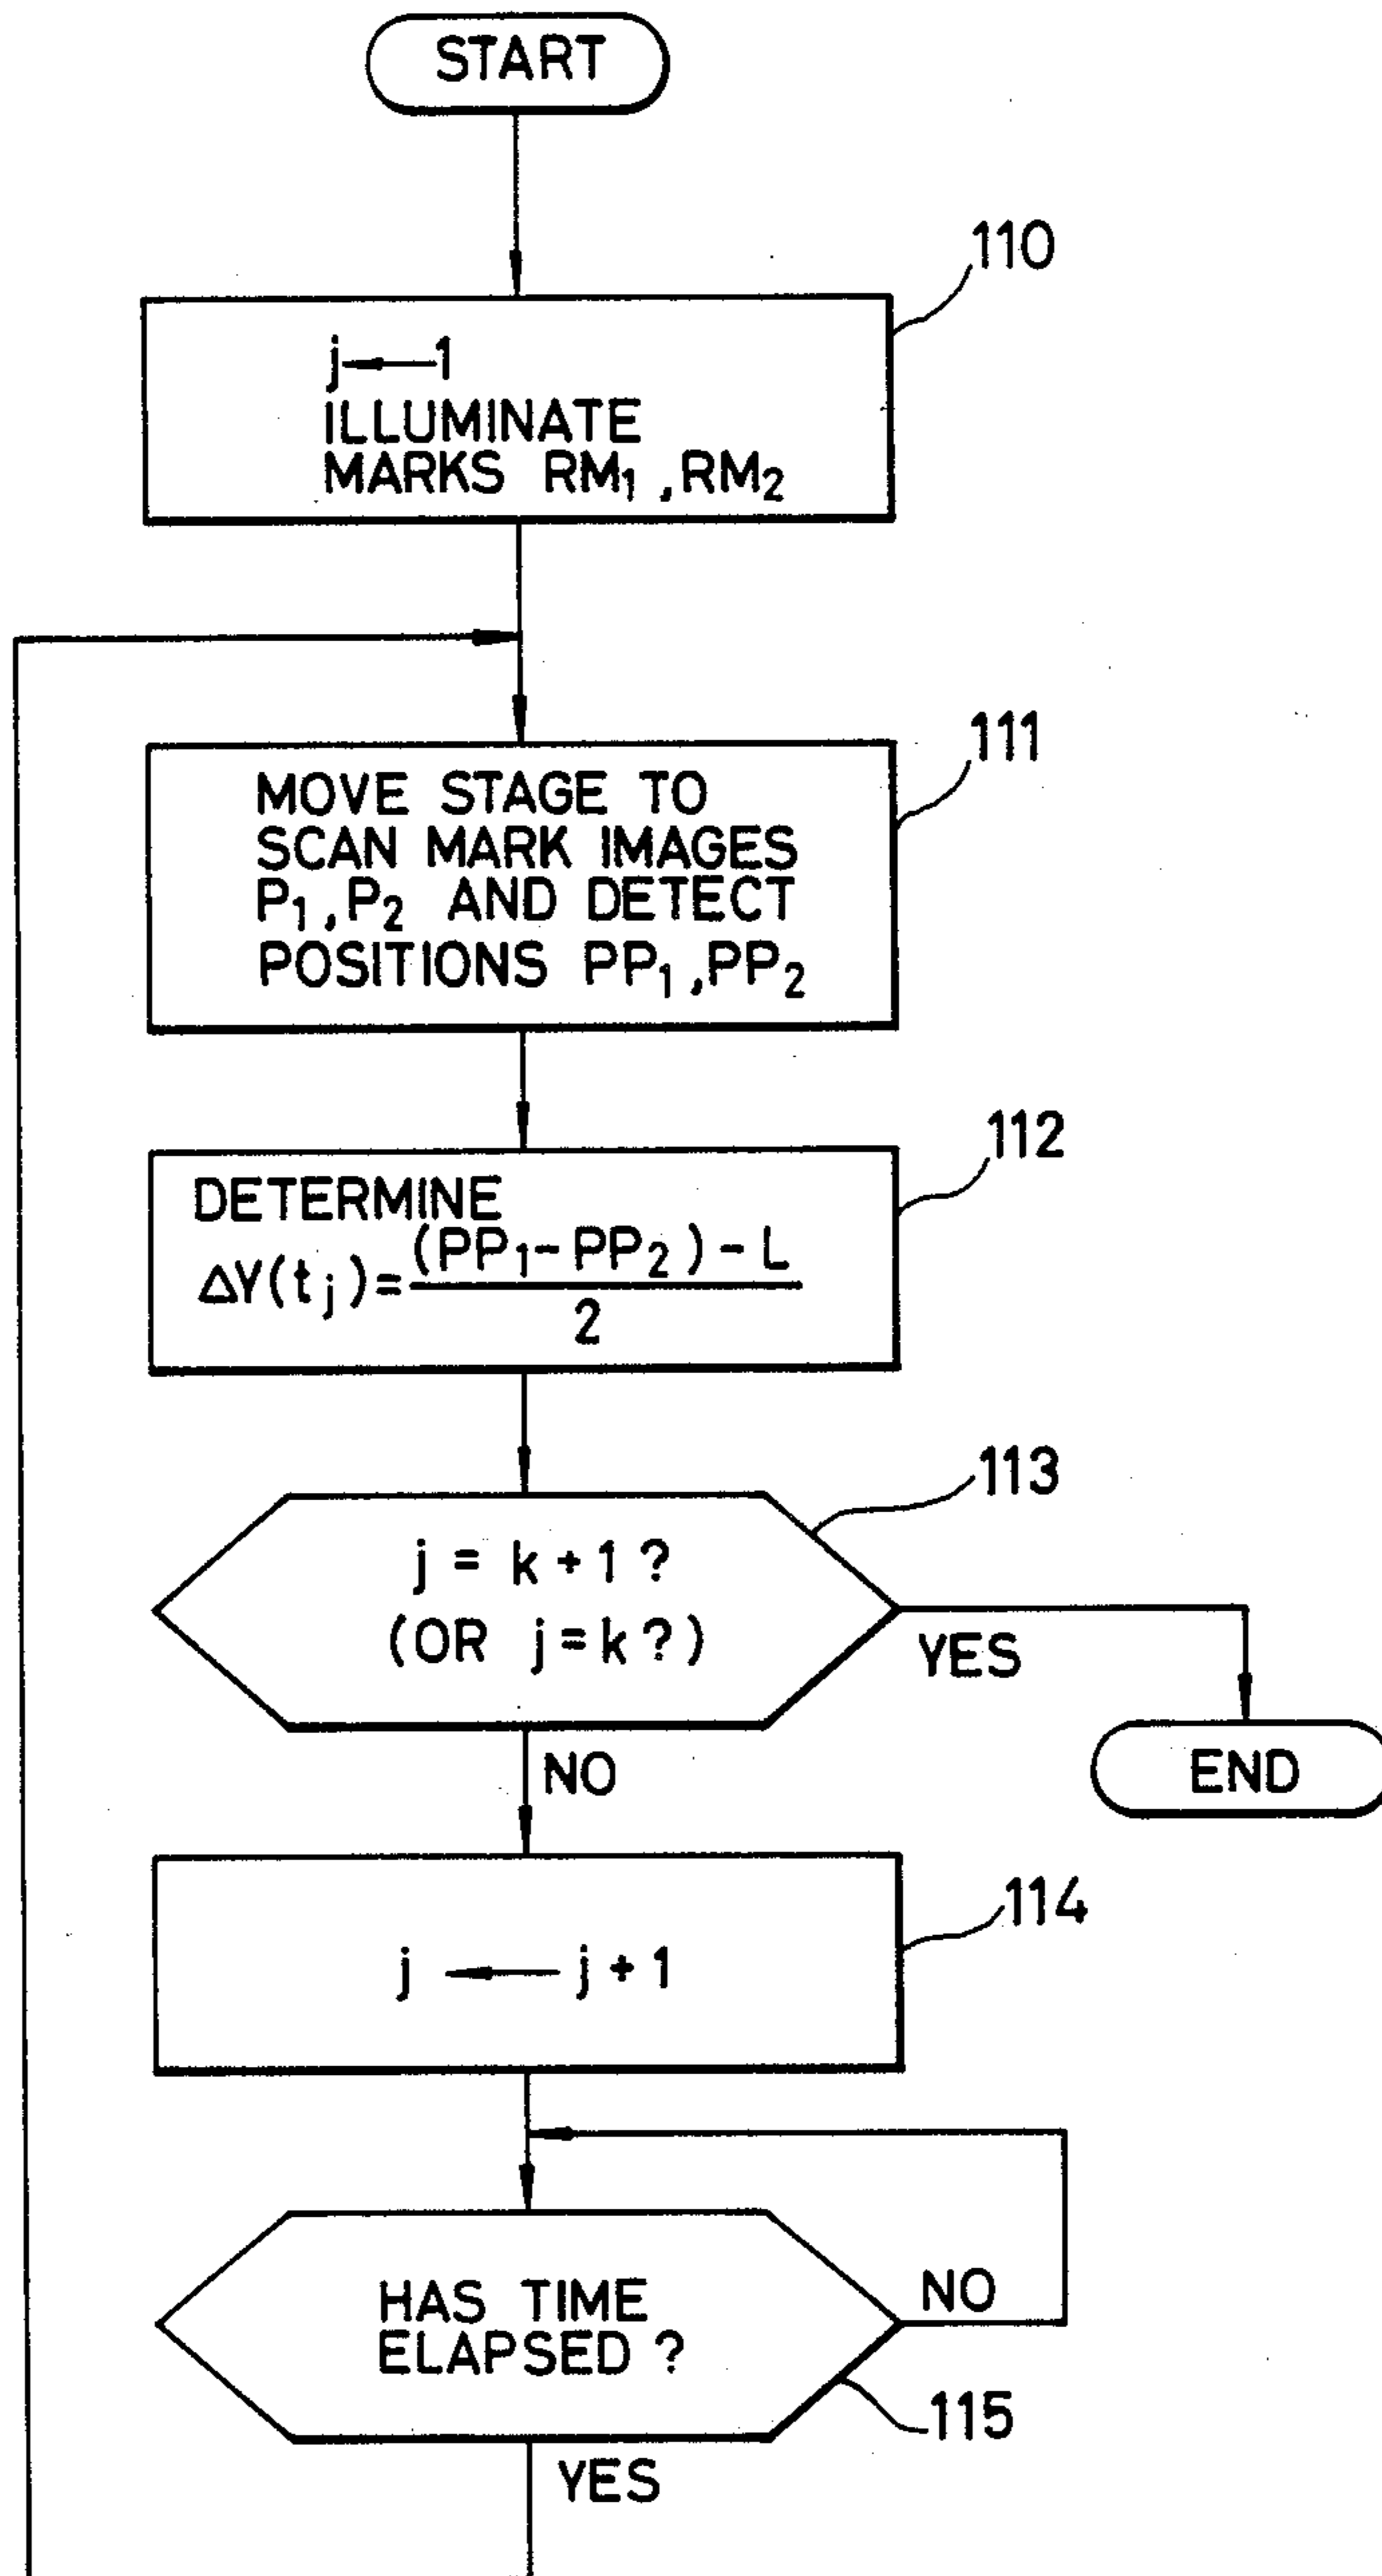 START
110
j ← 1
ILLUMINATE
MARKS RM₁, RM₂
111
MOVE STAGE TO
SCAN MARK IMAGES
P₁, P₂ AND DETECT
POSITIONS PP₁, PP₂
112
DETERMINE
ΔY(tⱼ) = ((PP₁ - PP₂) - L) / 2
113
j = k + 1 ?
(OR j = k ?)
YES
END
NO
114
j ← j + 1
HAS TIME
ELAPSED ?
NO
115
YES